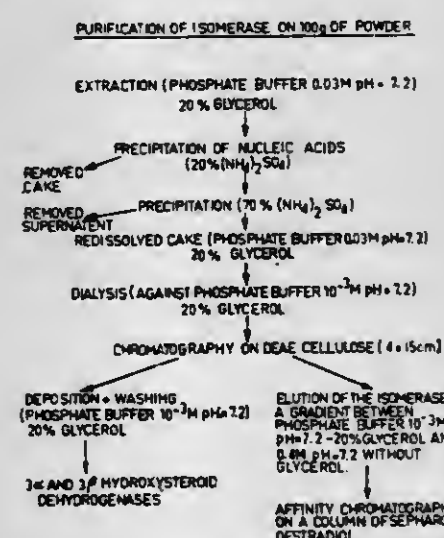 PURIFICATION OF ISOMERASE ON 100g OF POWDER
EXTRACTION (PHOSPHATE BUFFER 0.03M pH = 7.2)
20 % GLYCEROL
PRECIPITATION OF NUCLEIC ACIDS
(20% (NH4)2 SO4)
REMOVED
CAKE
PRECIPITATION (70 % (NH4)2 SO4)
REMOVED
SUPERNATENT
REDISSOLVED CAKE (PHOSPHATE BUFFER 0.03M pH=7.2)
20 % GLYCEROL
DIALYSIS (AGAINST PHOSPHATE BUFFER 10⁻³M pH = 7.2)
20 % GLYCEROL
CHROMATOGRAPHY ON DEAE CELLULOSE [4 x 15cm]
DEPOSITION + WASHING
(PHOSPHATE BUFFER 10⁻³M pH=7.2)
20% GLYCEROL
3α AND 3β HYDROXYSTEROID
DEHYDROGENASES
ELUTION OF THE ISOMERASE
A GRADIENT BETWEEN
PHOSPHATE BUFFER 10⁻³M
pH=7.2 -20% GLYCEROL A
0.4M pH=7.2 WITHOUT
GLYCEROL.
AFFINITY CHROMATOGRAPH
ON A COLUMN OF SEPHARO
OESTRADIOL